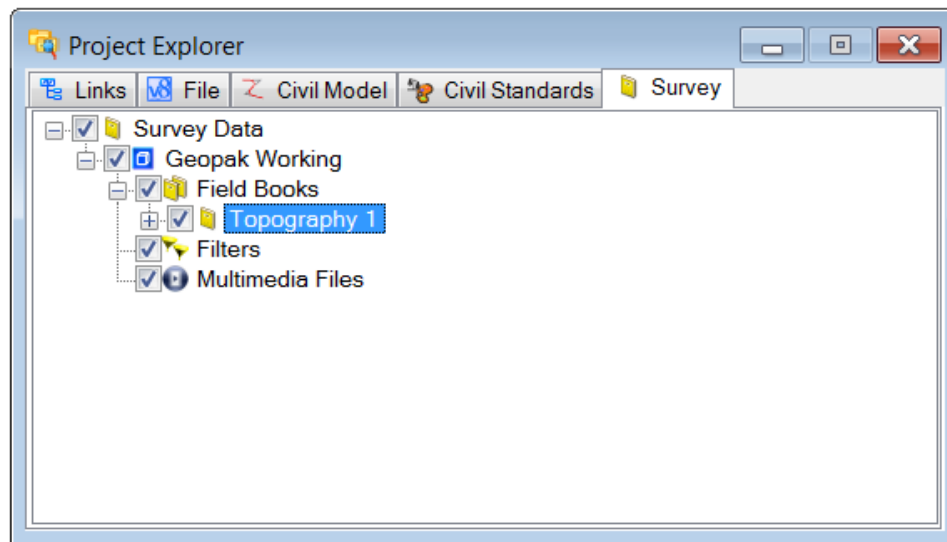 Project Explorer
Links File Civil Model Civil Standards Survey
Survey Data
Geopak Working
Field Books
Topography 1
Filters
Multimedia Files